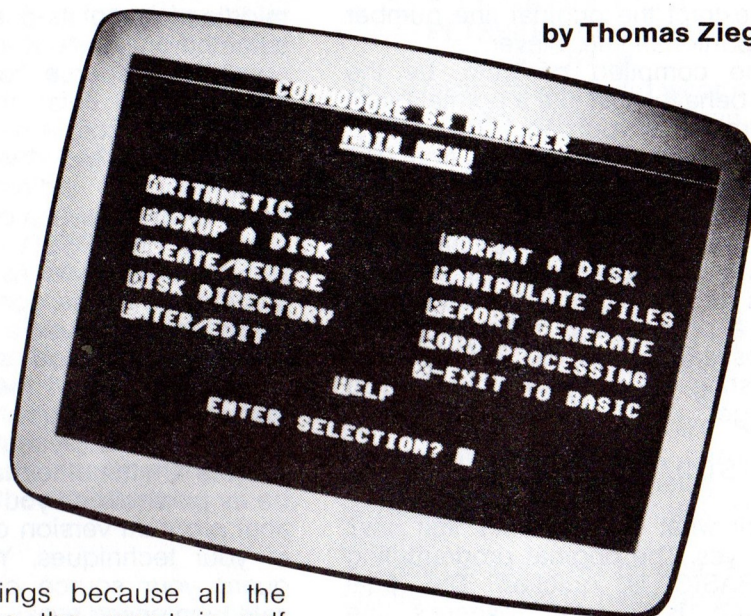 by Thomas Zieg
COMMODORE 64 MANAGER
MAIN MENU
ARITHMETIC
BACKUP A DISK
CREATE/REVISE
DISK DIRECTORY
ENTER/EDIT
FORMAT A DISK
MANIPULATE FILES
REPORT GENERATE
WORD PROCESSING
X-EXIT TO BASIC
HELP
ENTER SELECTION?
ings because all the